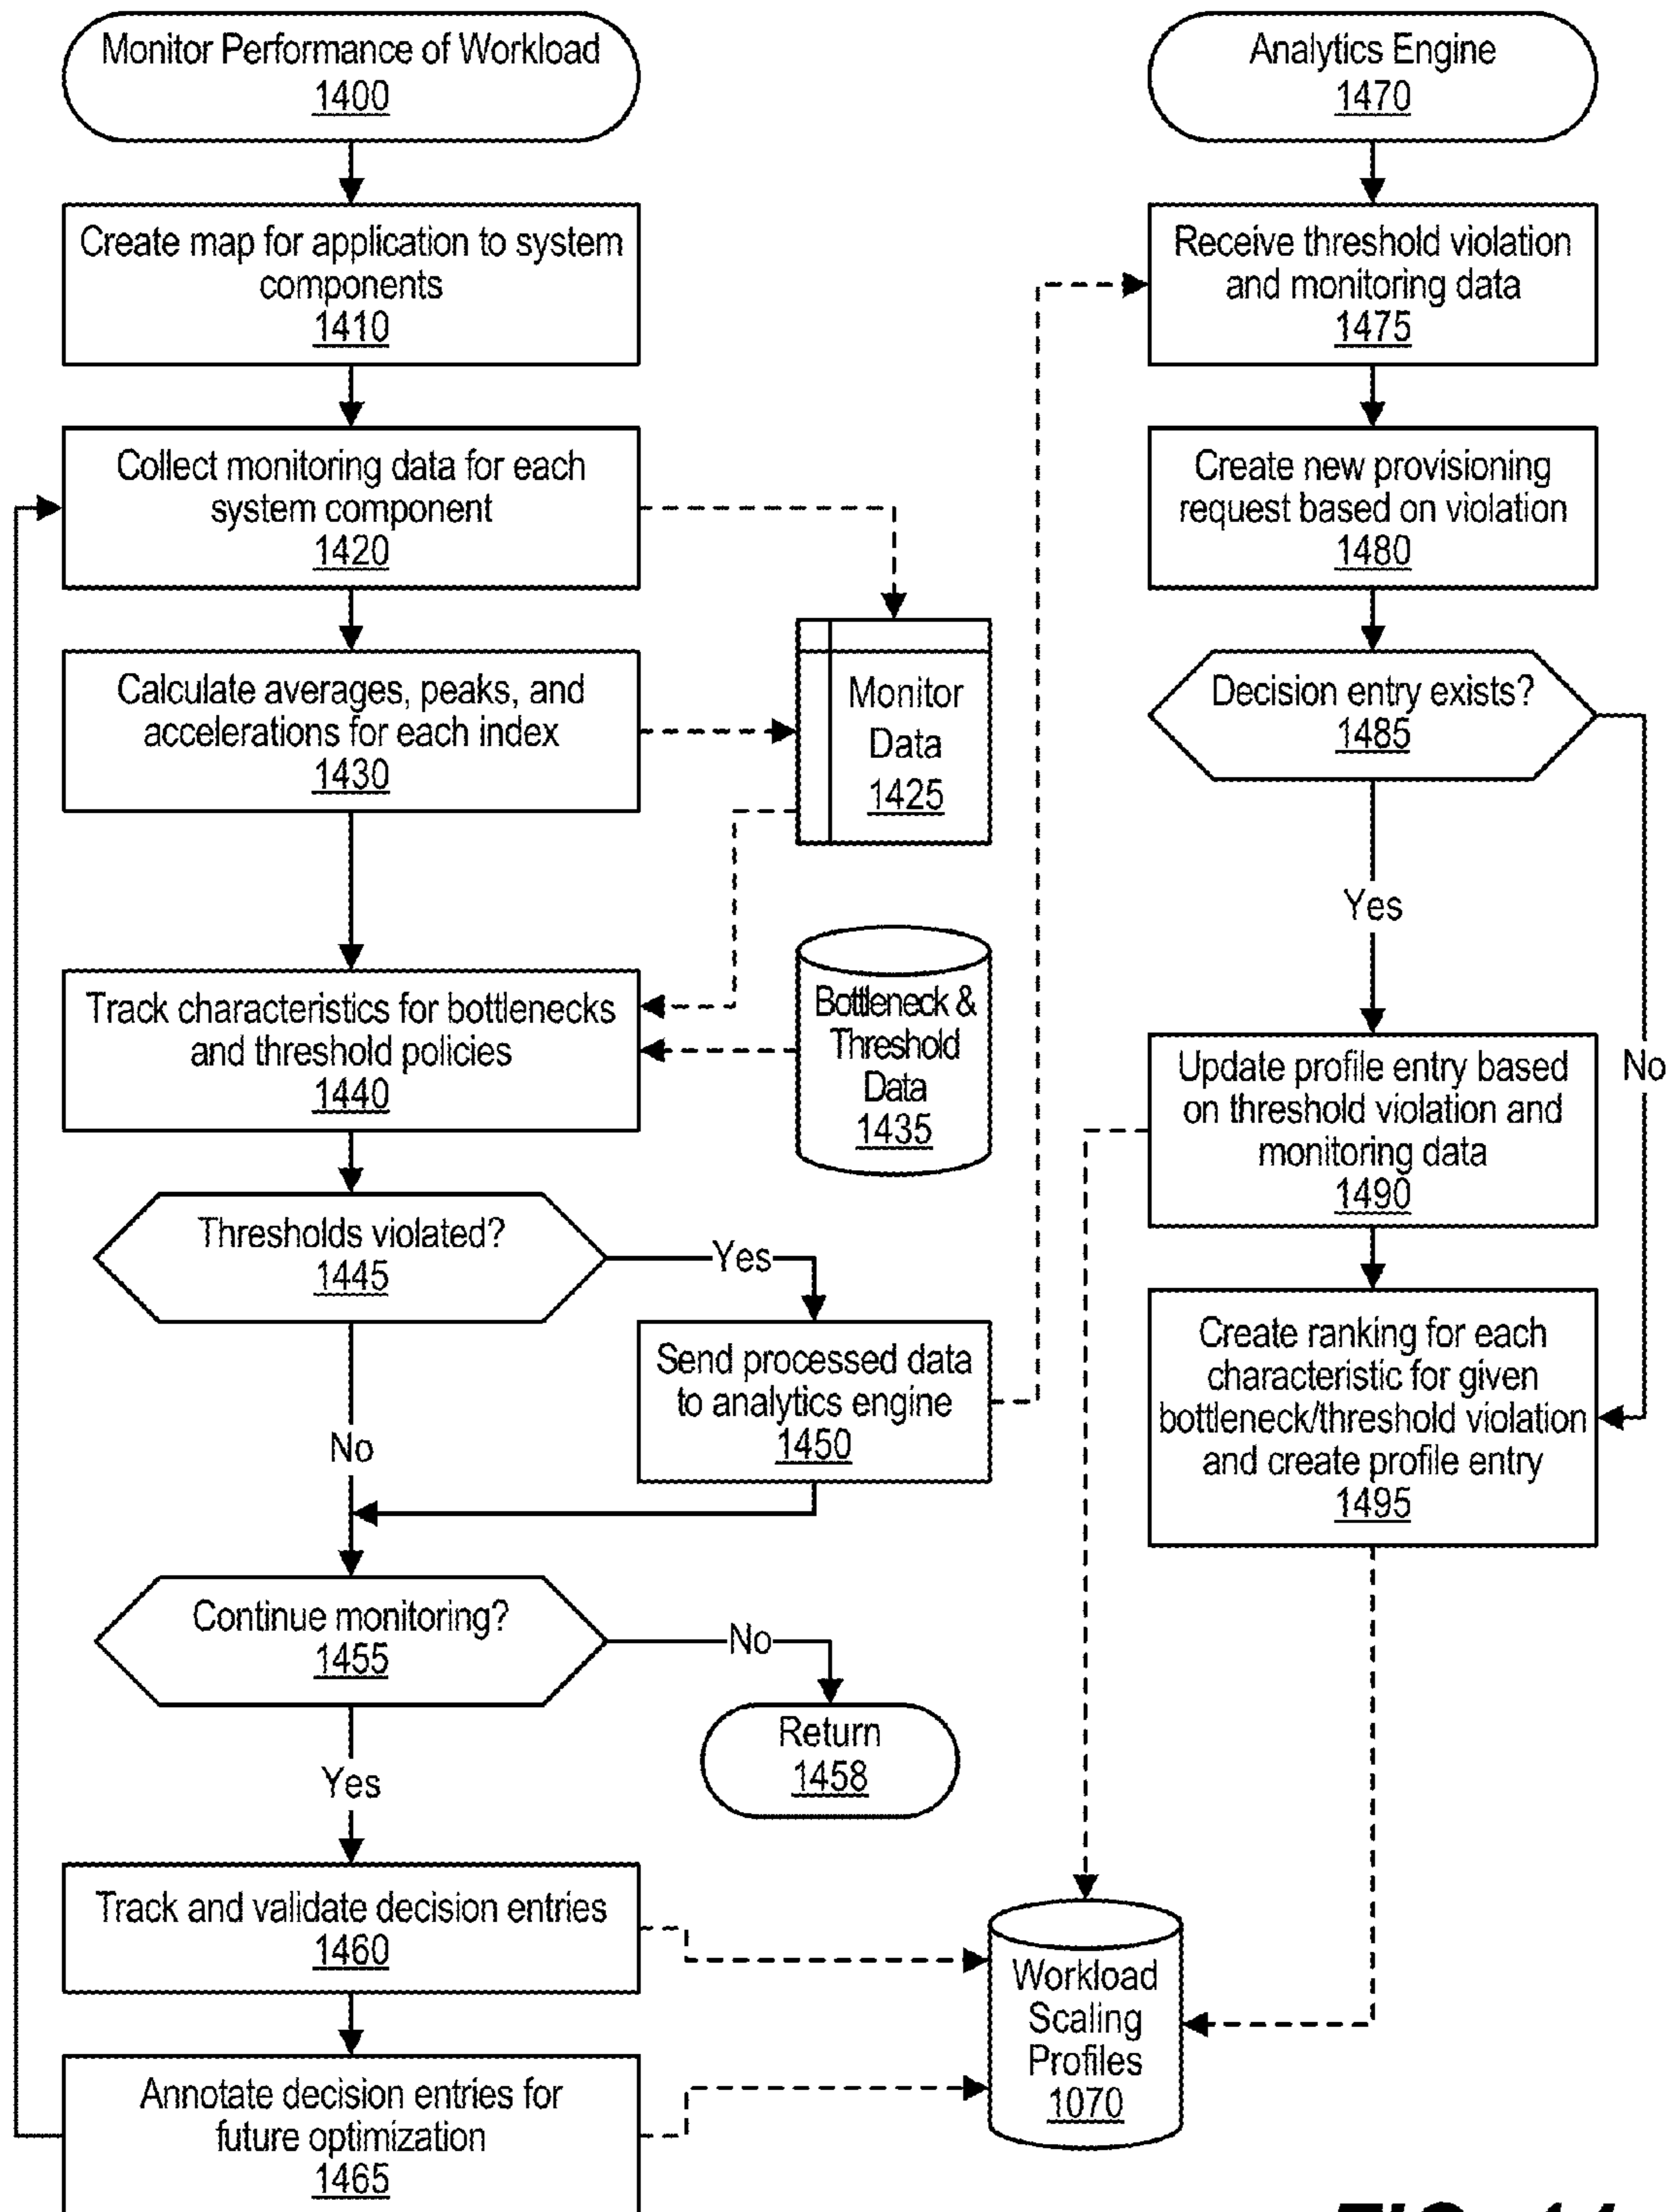 Monitor Performance of Workload
1400
Create map for application to system
components
1410
Collect monitoring data for each
system component
1420
Calculate averages, peaks, and
accelerations for each index
1430
Monitor
Data
1425
Track characteristics for bottlenecks
and threshold policies
1440
Bottleneck &
Threshold
Data
1435
Thresholds violated?
1445
Yes
Send processed data
to analytics engine
1450
No
Continue monitoring?
1455
No
Return
1458
Yes
Track and validate decision entries
1460
Annotate decision entries for
future optimization
1465
Analytics Engine
1470
Receive threshold violation
and monitoring data
1475
Create new provisioning
request based on violation
1480
Decision entry exists?
1485
Yes
No
Update profile entry based
on threshold violation and
monitoring data
1490
Create ranking for each
characteristic for given
bottleneck/threshold violation
and create profile entry
1495
Workload
Scaling
Profiles
1070